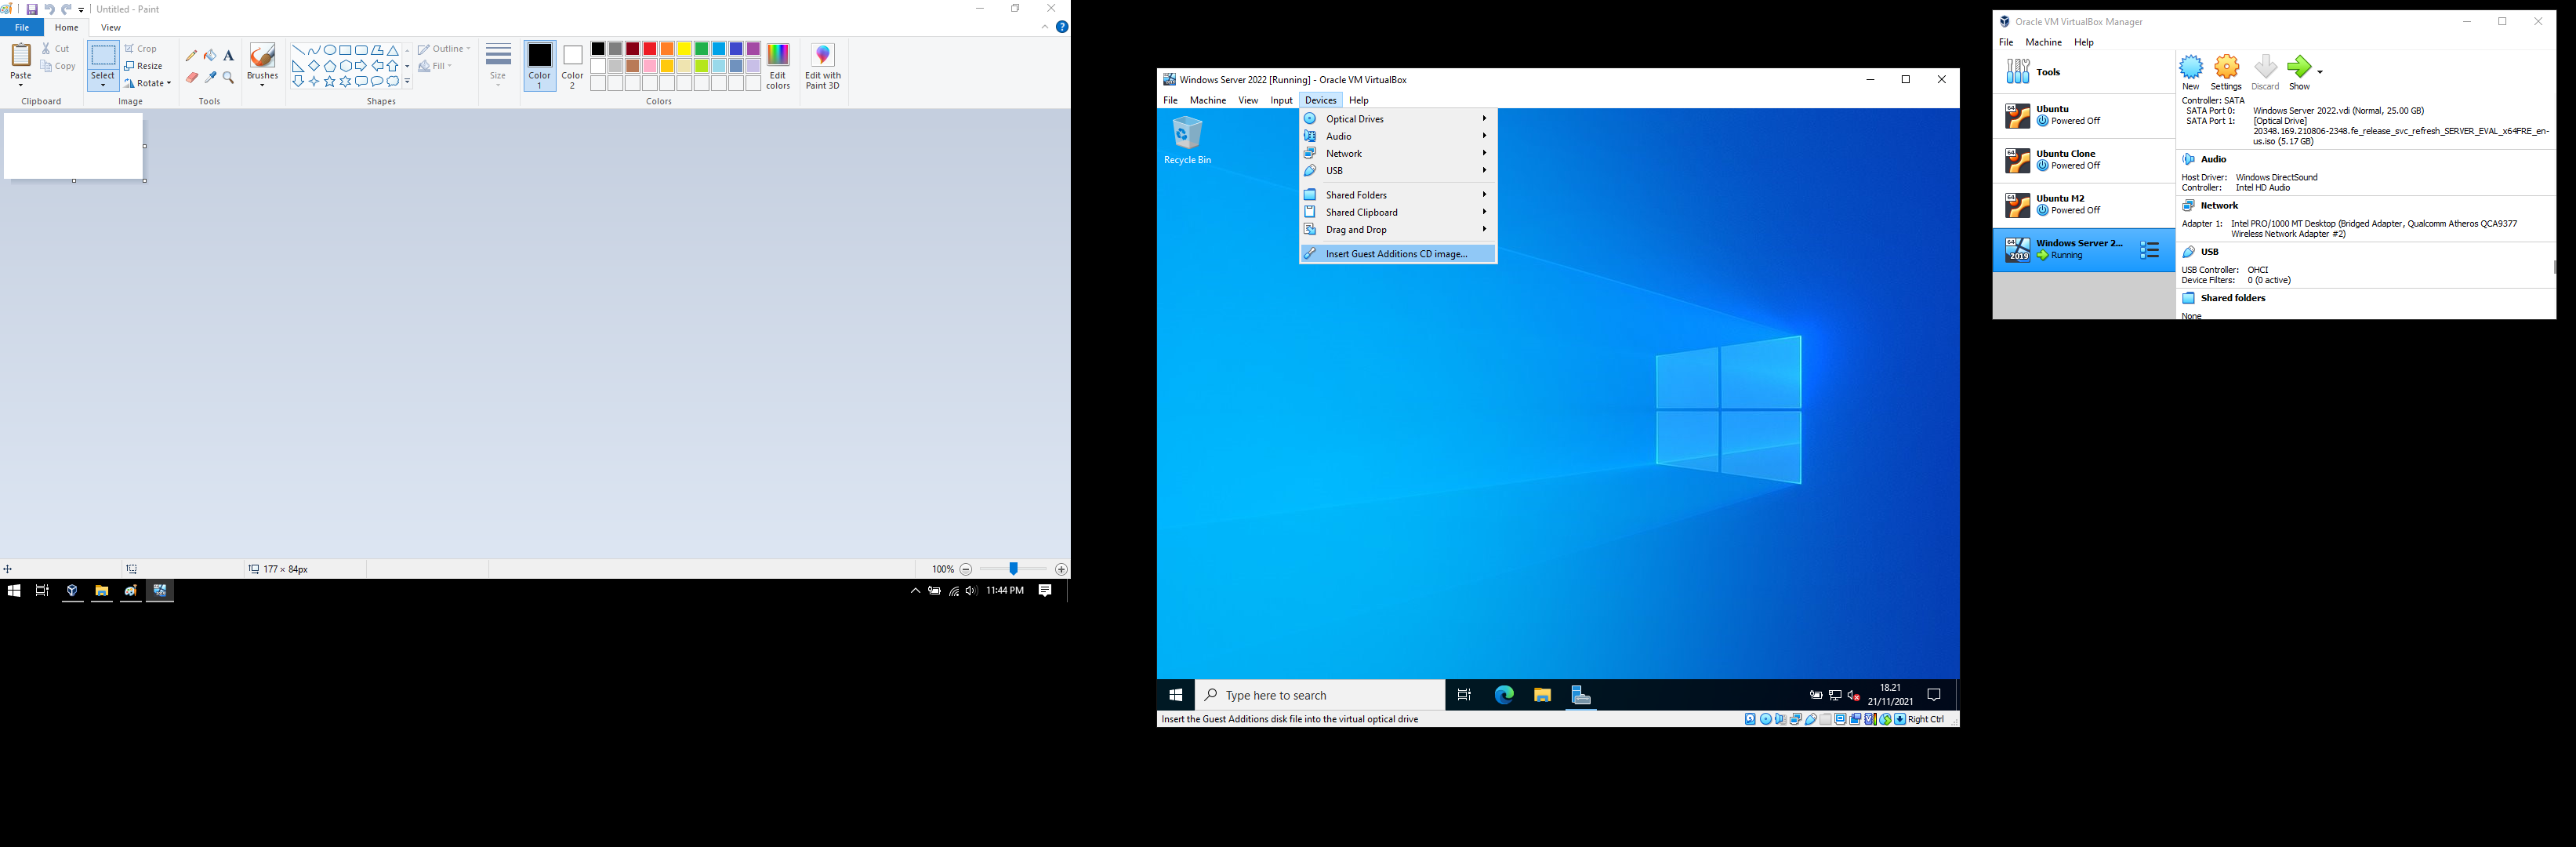 Untitled - Paint
File
Home
View
Paste
Cut
Copy
Clipboard
Select
Crop
Resize
Rotate
Image
A
Tools
Brushes
Outline
Fill
Shapes
Size
Color
1
Color
2
Edit
colors
Colors
Edit with
Paint 3D
177 × 84px
100%
11:44 PM
Windows Server 2022 [Running] - Oracle VM VirtualBox
File Machine View Input Devices Help
Recycle Bin
Optical Drives
Audio
Network
USB
Shared Folders
Shared Clipboard
Drag and Drop
Insert Guest Additions CD image...
Type here to search
18.21
21/11/2021
Insert the Guest Additions disk file into the virtual optical drive
Right Ctrl
Oracle VM VirtualBox Manager
File Machine Help
Tools
64
Ubuntu
Powered Off
64
Ubuntu Clone
Powered Off
64
Ubuntu M2
Powered Off
64
2019
Windows Server 2...
Running
New
Settings
Discard
Show
Controller: SATA
SATA Port 0: Windows Server 2022.vdi (Normal, 25.00 GB)
SATA Port 1: [Optical Drive]
20348.169.210806-2348.fe_release_svc_refresh_SERVER_EVAL_x64FRE_en-
us.iso (5.17 GB)
Audio
Host Driver: Windows DirectSound
Controller: Intel HD Audio
Network
Adapter 1: Intel PRO/1000 MT Desktop (Bridged Adapter, Qualcomm Atheros QCA9377
Wireless Network Adapter #2)
USB
USB Controller: OHCI
Device Filters: 0 (0 active)
Shared folders
None